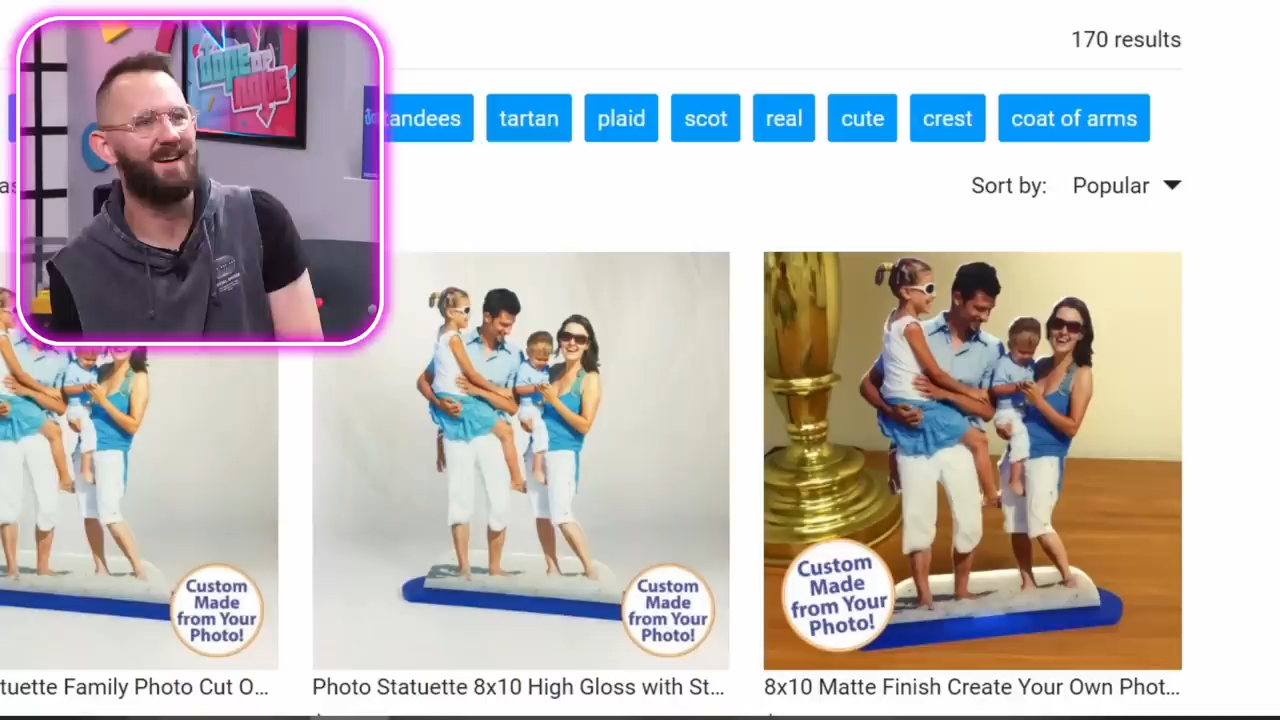 170 results
DOPE OR NOPE
tandees
tartan
plaid
scot
real
cute
crest
coat of arms
Sort by: Popular
Custom
Made
from Your
Photo!
Custom
Made
from Your
Photo!
Custom
Made
from Your
Photo!
tuette Family Photo Cut O...
Photo Statuette 8x10 High Gloss with St...
8x10 Matte Finish Create Your Own Phot...